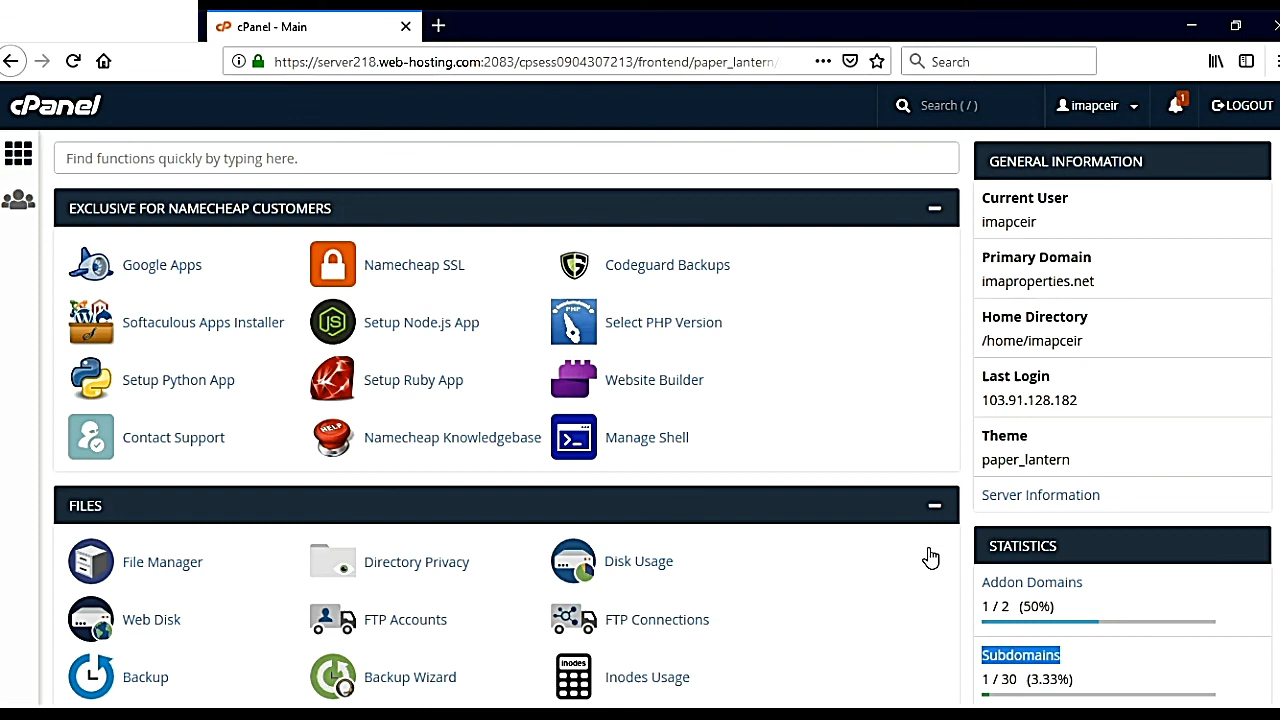 cP cPanel - Main
https://server218.web-hosting.com:2083/cpsess0904307213/frontend/paper_lantern/
Search
cPanel
Search ( / )
imapceir
1
LOGOUT
Find functions quickly by typing here.
EXCLUSIVE FOR NAMECHEAP CUSTOMERS
Google Apps
Namecheap SSL
Codeguard Backups
Softaculous Apps Installer
Setup Node.js App
PHP
Select PHP Version
Setup Python App
Setup Ruby App
Website Builder
Contact Support
HELP
Namecheap Knowledgebase
Manage Shell
FILES
File Manager
Directory Privacy
Disk Usage
Web Disk
FTP Accounts
FTP Connections
Backup
Backup Wizard
inodes
Inodes Usage
GENERAL INFORMATION
Current User
imapceir
Primary Domain
imaproperties.net
Home Directory
/home/imapceir
Last Login
103.91.128.182
Theme
paper_lantern
Server Information
STATISTICS
Addon Domains
1 / 2 (50%)
Subdomains
1 / 30 (3.33%)